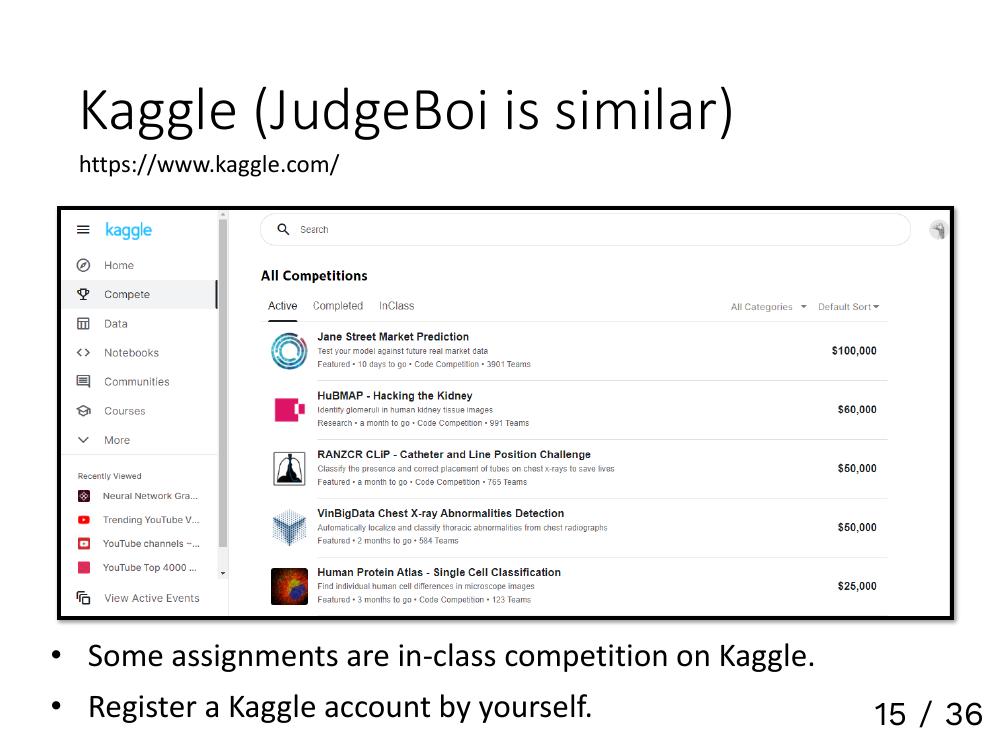 Kaggle (JudgeBoi is similar)
https://www.kaggle.com/
kaggle
Home
Compete
Data
Notebooks
Communities
Courses
More
Recently Viewed
Neural Network Gra...
Trending YouTube V...
YouTube channels –...
YouTube Top 4000 ...
View Active Events
Search
All Competitions
Active Completed InClass
All Categories Default Sort
Jane Street Market Prediction
Test your model against future real market data
Featured • 10 days to go • Code Competition • 3901 Teams
$100,000
HuBMAP - Hacking the Kidney
Identify glomeruli in human kidney tissue images
Research • a month to go • Code Competition • 991 Teams
$60,000
RANZCR CLiP - Catheter and Line Position Challenge
Classify the presence and correct placement of tubes on chest x-rays to save lives
Featured • a month to go • Code Competition • 765 Teams
$50,000
VinBigData Chest X-ray Abnormalities Detection
Automatically localize and classify thoracic abnormalities from chest radiographs
Featured • 2 months to go • 584 Teams
$50,000
Human Protein Atlas - Single Cell Classification
Find individual human cell differences in microscope images
Featured • 3 months to go • Code Competition • 123 Teams
$25,000
• Some assignments are in-class competition on Kaggle.
• Register a Kaggle account by yourself.
15 / 36